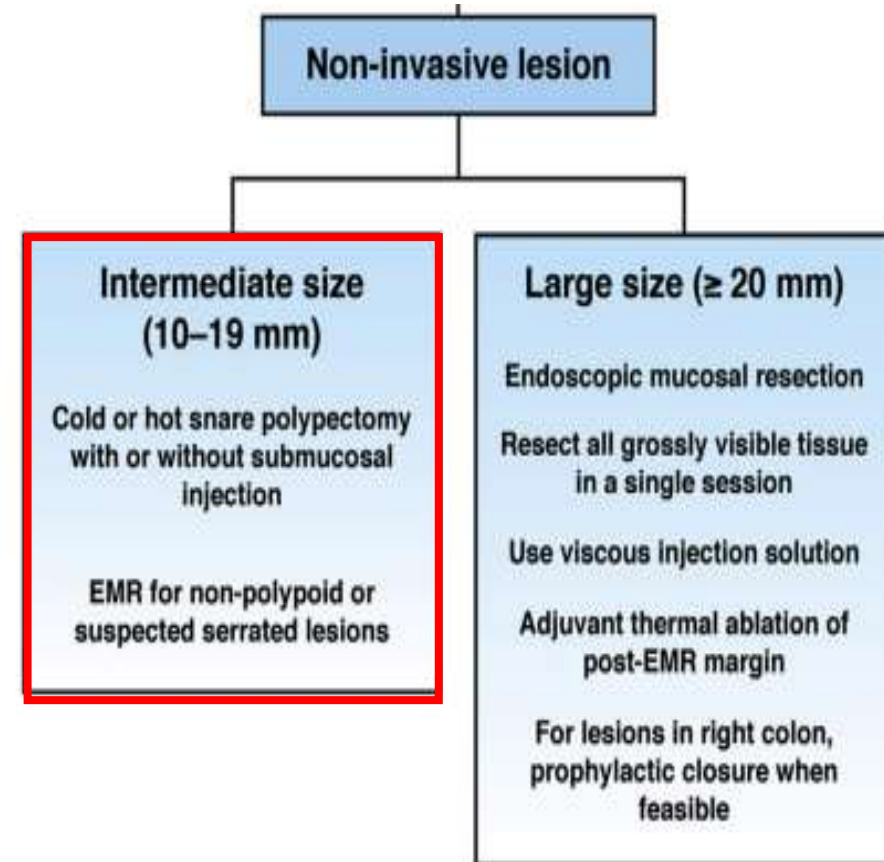 Non-invasive lesion
Intermediate size
(10–19 mm)
Cold or hot snare polypectomy
with or without submucosal
injection
EMR for non-polypoid or
suspected serrated lesions
Large size (≥ 20 mm)
Endoscopic mucosal resection
Resect all grossly visible tissue
in a single session
Use viscous injection solution
Adjuvant thermal ablation of
post-EMR margin
For lesions in right colon,
prophylactic closure when
feasible